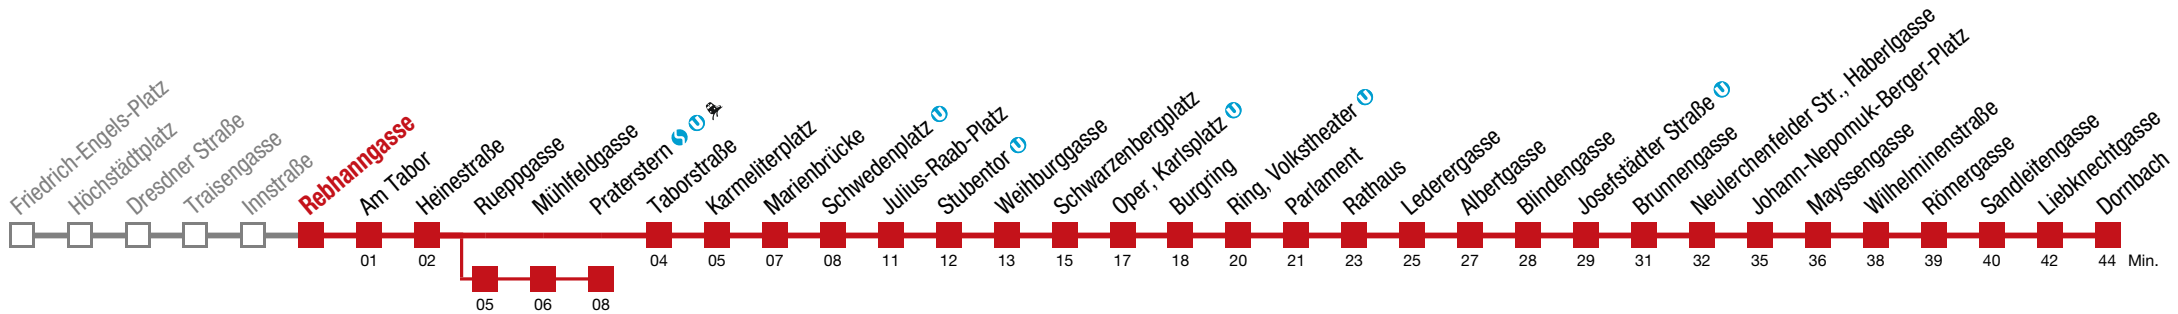 Friedrich-Engels-Platz
Höchstädtplatz
Dresdner Straße
Traisengasse
Innstraße
Rebhanngasse
Am Tabor
Heinestraße
Rueppgasse
Mühlfeldgasse
Praterstern S U
Taborstraße
Karmeliterplatz
Marienbrücke
Schwedenplatz U
Julius-Raab-Platz
Stubentor U
Weihburggasse
Schwarzenbergplatz
Oper, Karlsplatz U
Burgring
Ring, Volkstheater U
Parlament
Rathaus
Lederergasse
Albertgasse
Blindengasse
Josefstädter Straße U
Brunnengasse
Neulerchenfelder Str., Haberlgasse
Johann-Nepomuk-Berger-Platz
Mayssengasse
Wilhelminenstraße
Römergasse
Sandleitengasse
Liebknechtgasse
Dornbach
01 02 04 05 07 08 11 12 13 15 17 18 20 21 23 25 27 28 29 31 32 35 36 38 39 40 42 44 Min.
05 06 08